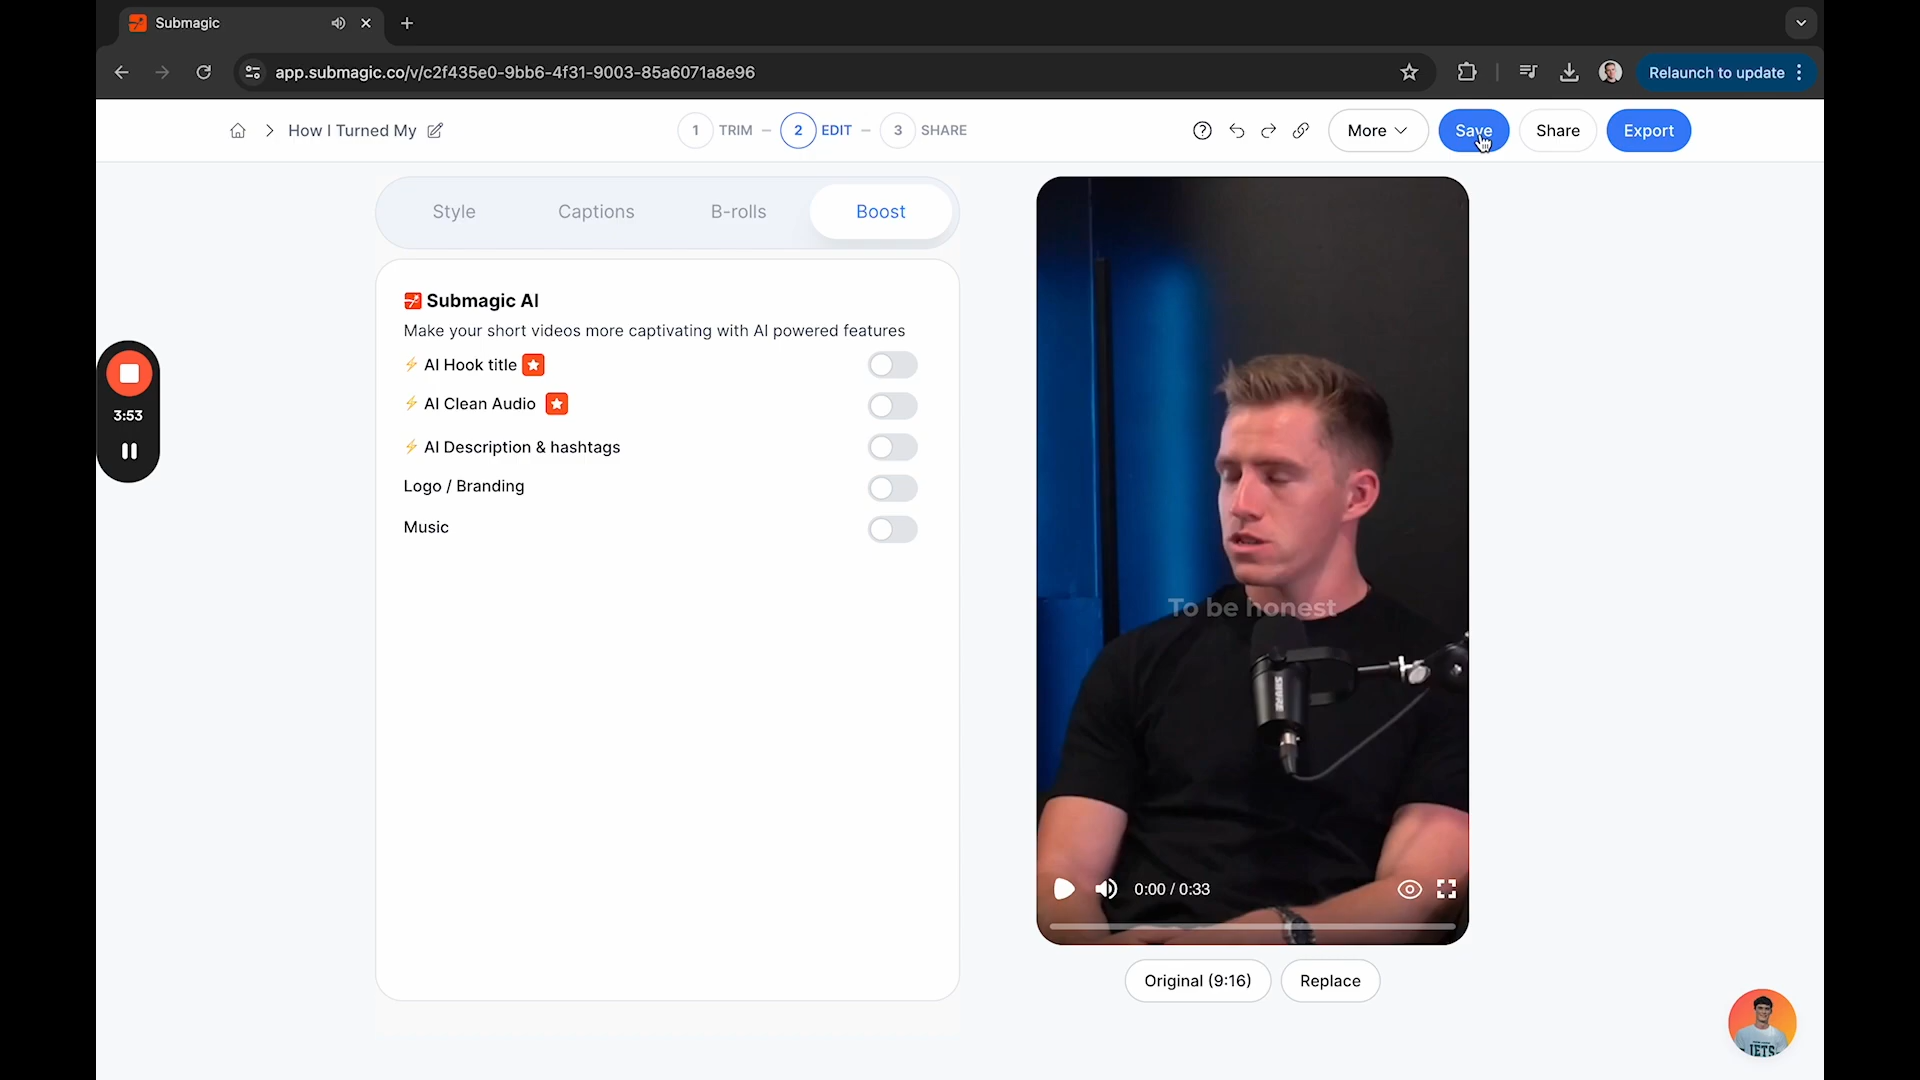 Submagic
app.submagic.co/v/c2f435e0-9bb6-4f31-9003-85a6071a8e96
Relaunch to update
How I Turned My
1 TRIM – 2 EDIT – 3 SHARE
More
Save
Share
Export
Style
Captions
B-rolls
Boost
Submagic AI
Make your short videos more captivating with AI powered features
AI Hook title
AI Clean Audio
AI Description & hashtags
Logo / Branding
Music
3:53
To be honest
SHURE
0:00 / 0:33
Original (9:16)
Replace
JETS